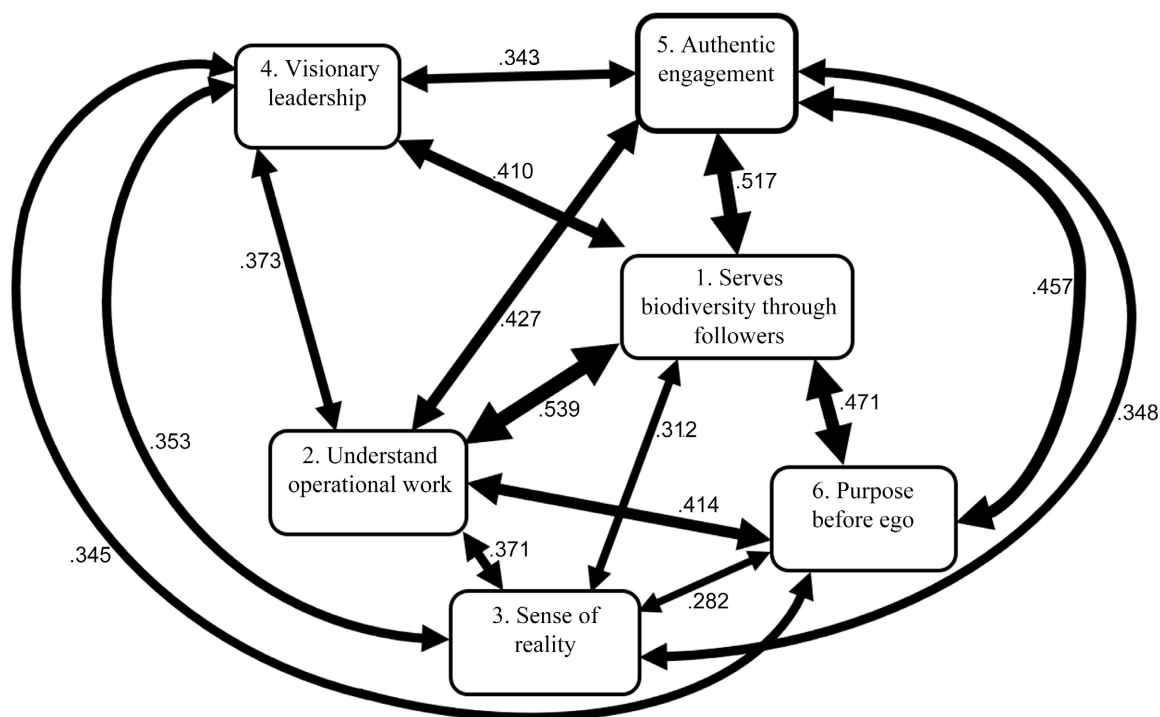 4. Visionary
leadership
.343
5. Authentic
engagement
.410
.517
.373
.427
1. Serves
biodiversity through
followers
.457
.539
.312
.471
.348
.353
2. Understand
operational work
.414
6. Purpose
before ego
.345
.371
.282
3. Sense of
reality